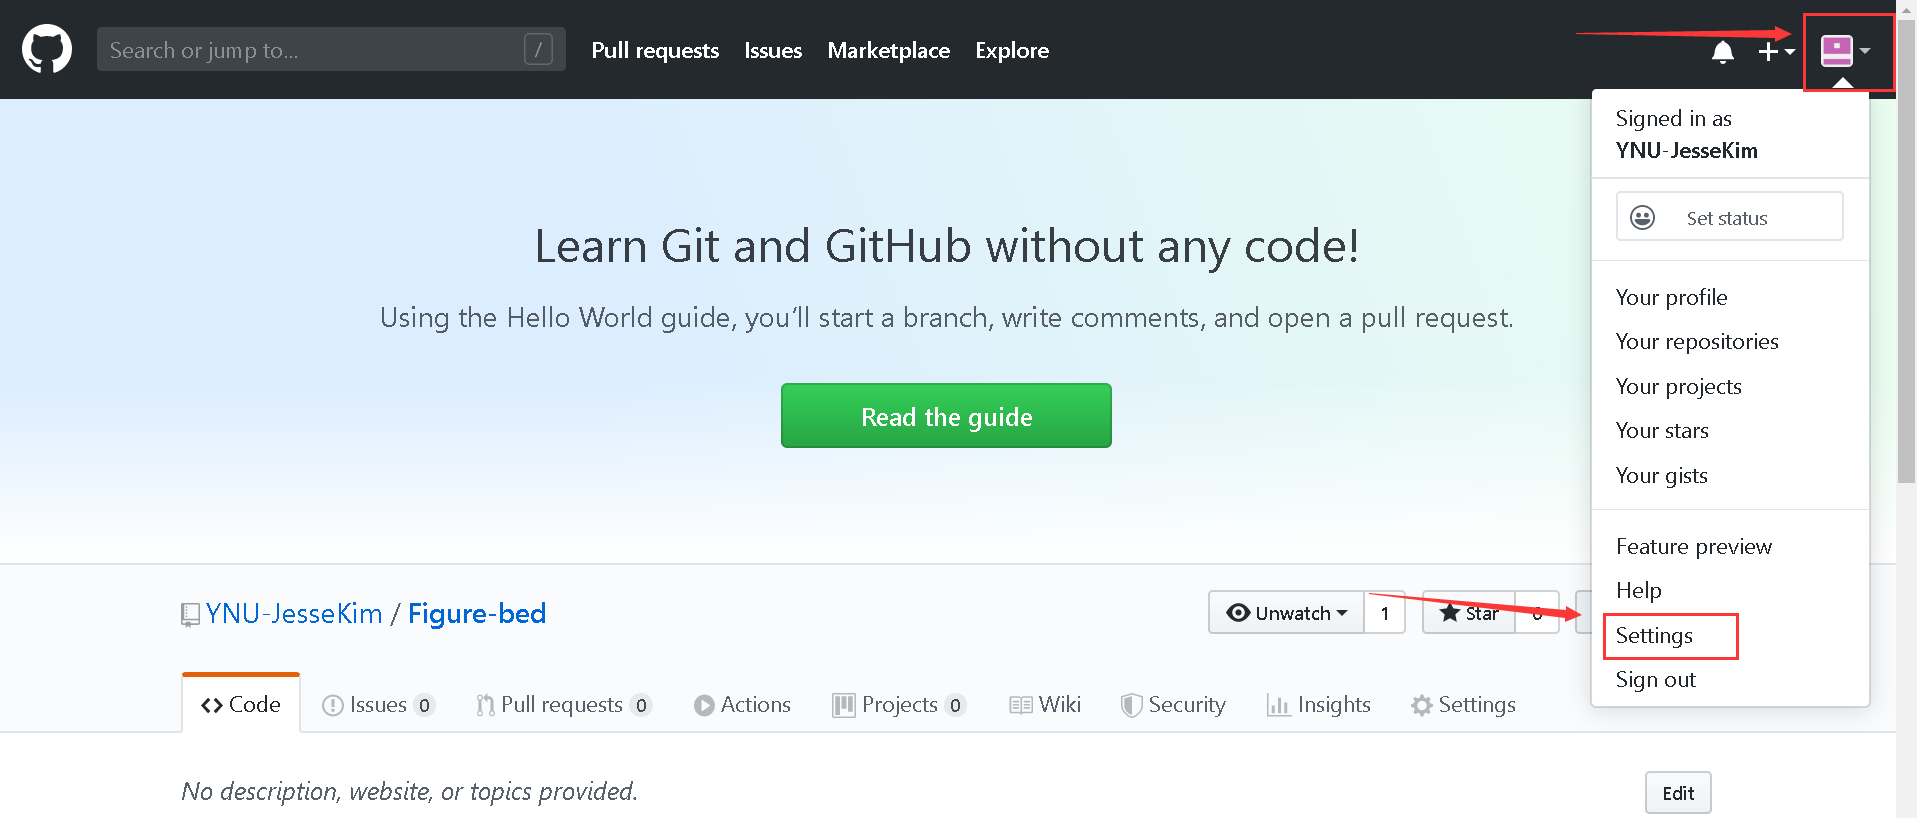 Search or jump to...
/
Pull requests
Issues
Marketplace
Explore
Signed in as
YNU-JesseKim
Set status
Your profile
Your repositories
Your projects
Your stars
Your gists
Feature preview
Help
Settings
Sign out
Learn Git and GitHub without any code!
Using the Hello World guide, you’ll start a branch, write comments, and open a pull request.
Read the guide
YNU-JesseKim / Figure-bed
Unwatch 1
Star 0
Code
Issues 0
Pull requests 0
Actions
Projects 0
Wiki
Security
Insights
Settings
No description, website, or topics provided.
Edit